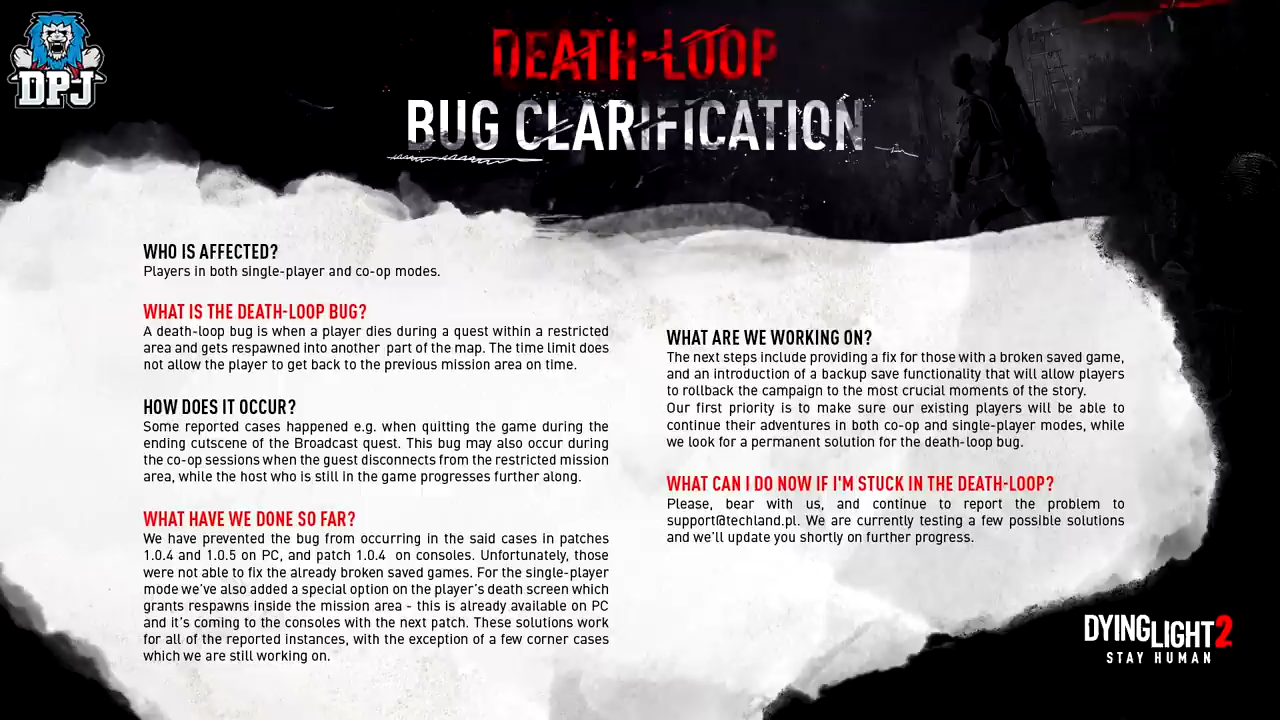 DPJ
DEATH-LOOP
BUG CLARIFICATION
WHO IS AFFECTED?
Players in both single-player and co-op modes.
WHAT IS THE DEATH-LOOP BUG?
A death-loop bug is when a player dies during a quest within a restricted
area and gets respawned into another part of the map. The time limit does
not allow the player to get back to the previous mission area on time.
HOW DOES IT OCCUR?
Some reported cases happened e.g. when quitting the game during the
ending cutscene of the Broadcast quest. This bug may also occur during
the co-op sessions when the guest disconnects from the restricted mission
area, while the host who is still in the game progresses further along.
WHAT HAVE WE DONE SO FAR?
We have prevented the bug from occurring in the said cases in patches
1.0.4 and 1.0.5 on PC, and patch 1.0.4 on consoles. Unfortunately, those
were not able to fix the already broken saved games. For the single-player
mode we've also added a special option on the player's death screen which
grants respawns inside the mission area - this is already available on PC
and it's coming to the consoles with the next patch. These solutions work
for all of the reported instances, with the exception of a few corner cases
which we are still working on.
WHAT ARE WE WORKING ON?
The next steps include providing a fix for those with a broken saved game,
and an introduction of a backup save functionality that will allow players
to rollback the campaign to the most crucial moments of the story.
Our first priority is to make sure our existing players will be able to
continue their adventures in both co-op and single-player modes, while
we look for a permanent solution for the death-loop bug.
WHAT CAN I DO NOW IF I'M STUCK IN THE DEATH-LOOP?
Please, bear with us, and continue to report the problem to
support@techland.pl. We are currently testing a few possible solutions
and we'll update you shortly on further progress.
DYING LIGHT 2
STAY HUMAN